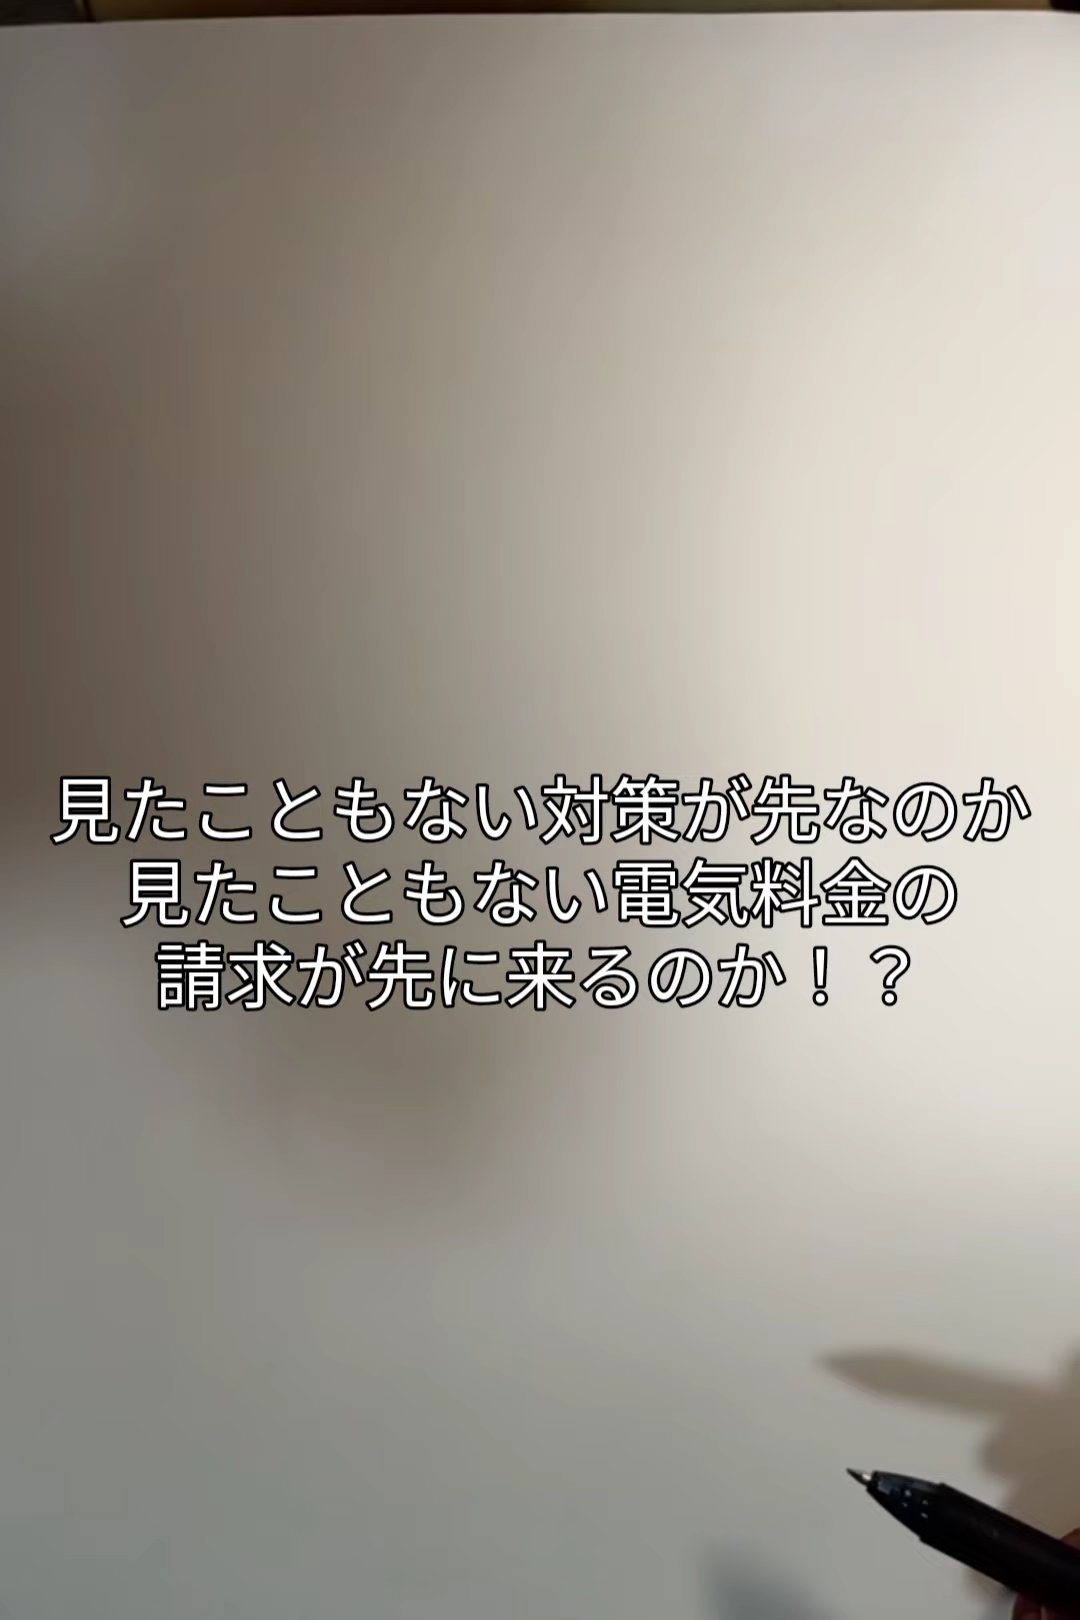 見たこともない対策が先なのか
見たこともない電気料金の
請求が先に来るのか！？